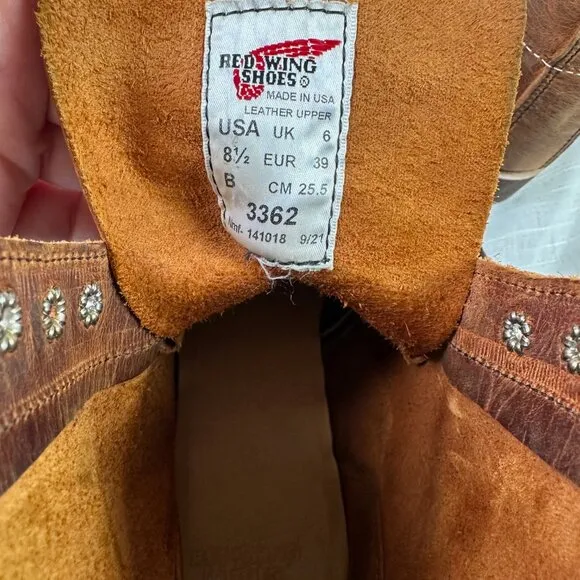 RED WING
SHOES®
MADE IN USA
LEATHER UPPER
USA UK 6
8½ EUR 39
B CM 25.5
3362
141018 9/21